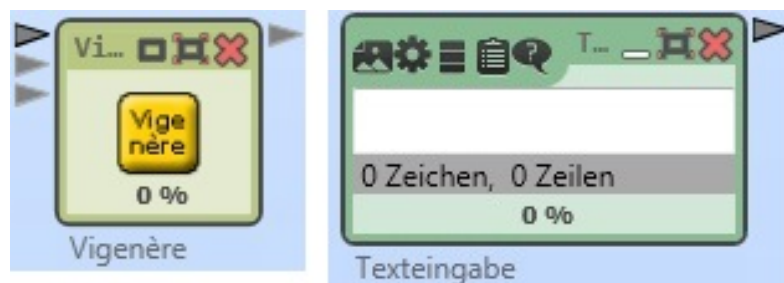 Vi...
Vige
nère
0 %
Vigenère
T...
0 Zeichen, 0 Zeilen
0 %
Texteingabe